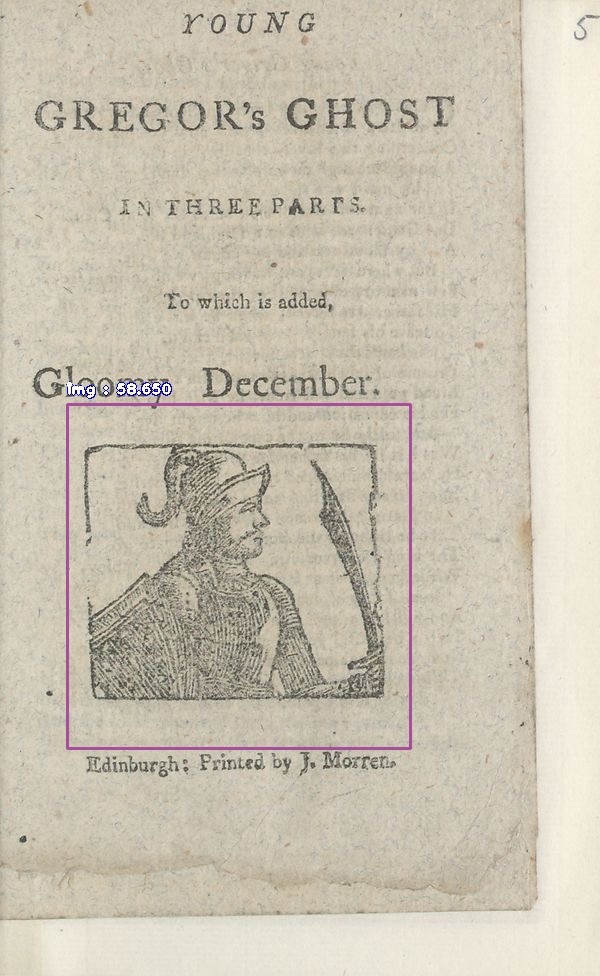 YOUNG
5
GREGOR's GHOST
IN THREE PARTS.
To which is added,
Gloomy December.
img : 58.650
Edinburgh: Printed by J. Morren.